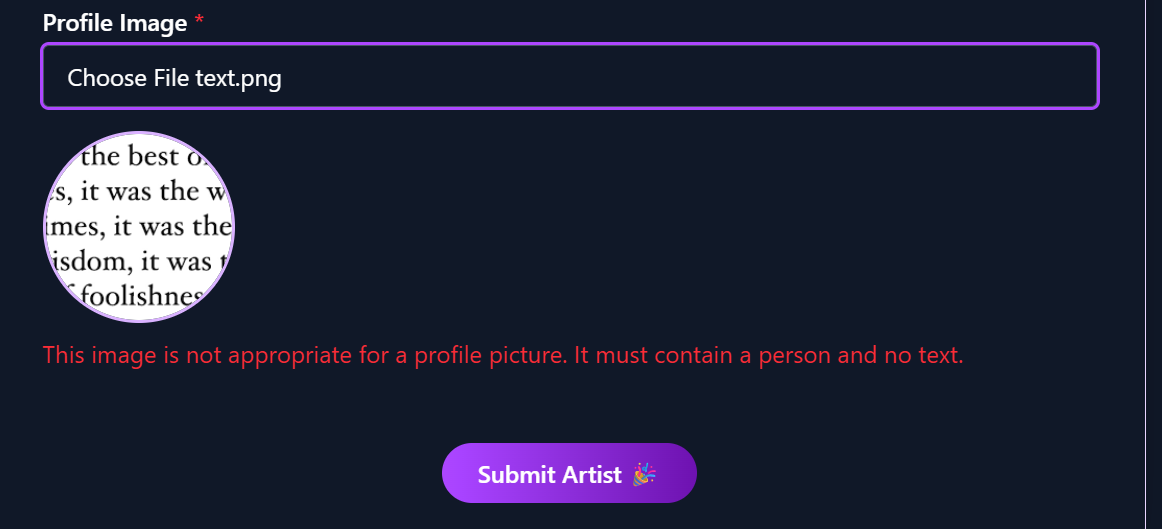 Profile Image *
Choose File text.png
the best o
s, it was the w
imes, it was the
isdom, it was t
f foolishnes
This image is not appropriate for a profile picture. It must contain a person and no text.
Submit Artist 🎉